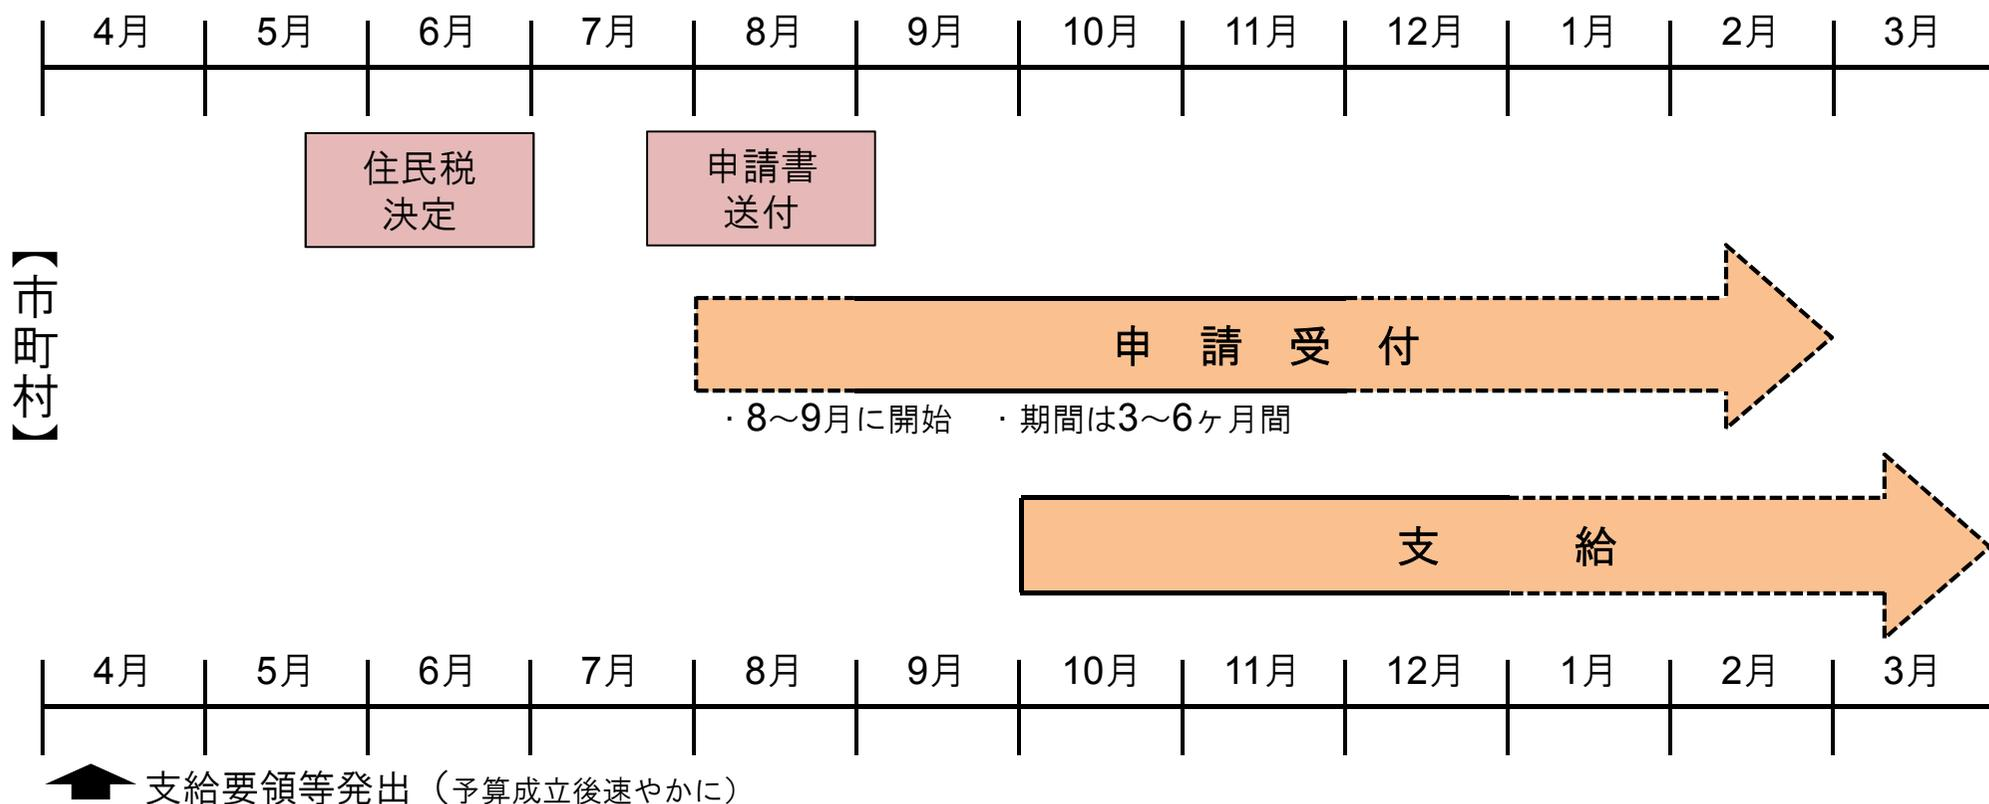 4月 5月 6月 7月 8月 9月 10月 11月 12月 1月 2月 3月
住民税
決定
申請書
送付
【市町村】
申請受付
・8～9月に開始 ・期間は3～6ヶ月間
支給
4月 5月 6月 7月 8月 9月 10月 11月 12月 1月 2月 3月
支給要領等発出（予算成立後速やかに）